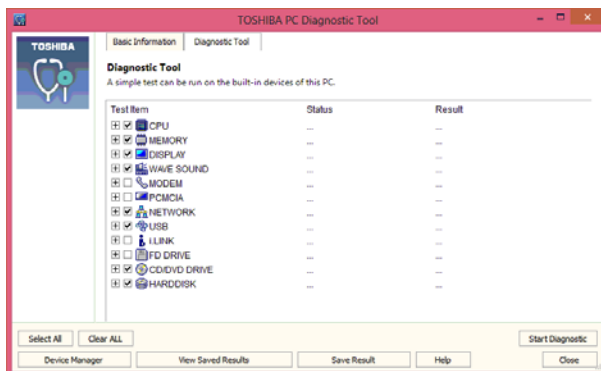 TOSHIBA PC Diagnostic Tool
TOSHIBA
Basic Information Diagnostic Tool
Diagnostic Tool
A simple test can be run on the built-in devices of this PC.
Test Item Status Result
CPU ... ...
MEMORY ... ...
DISPLAY ... ...
WAVE SOUND ... ...
MODEM ... ...
PCMCIA ... ...
NETWORK ... ...
USB ... ...
i.LINK ... ...
FD DRIVE ... ...
CD/DVD DRIVE ... ...
HARDDISK ... ...
Select All Clear ALL Start Diagnostic
Device Manager View Saved Results Save Result Help Close